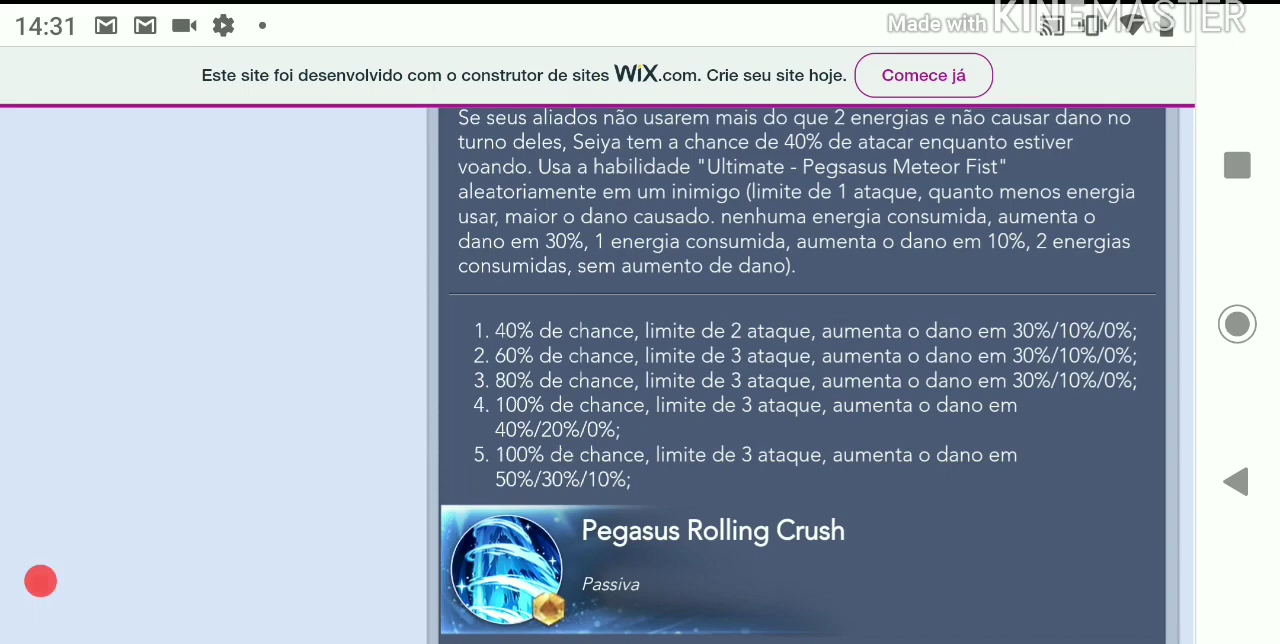 14:31
Made with KINEMASTER
Este site foi desenvolvido com o construtor de sites WiX.com. Crie seu site hoje.
Comece já
Se seus aliados não usarem mais do que 2 energias e não causar dano no
turno deles, Seiya tem a chance de 40% de atacar enquanto estiver
voando. Usa a habilidade "Ultimate - Pegsasus Meteor Fist"
aleatoriamente em um inimigo (limite de 1 ataque, quanto menos energia
usar, maior o dano causado. nenhuma energia consumida, aumenta o
dano em 30%, 1 energia consumida, aumenta o dano em 10%, 2 energias
consumidas, sem aumento de dano).
1. 40% de chance, limite de 2 ataque, aumenta o dano em 30%/10%/0%;
2. 60% de chance, limite de 3 ataque, aumenta o dano em 30%/10%/0%;
3. 80% de chance, limite de 3 ataque, aumenta o dano em 30%/10%/0%;
4. 100% de chance, limite de 3 ataque, aumenta o dano em
40%/20%/0%;
5. 100% de chance, limite de 3 ataque, aumenta o dano em
50%/30%/10%;
Pegasus Rolling Crush
Passiva